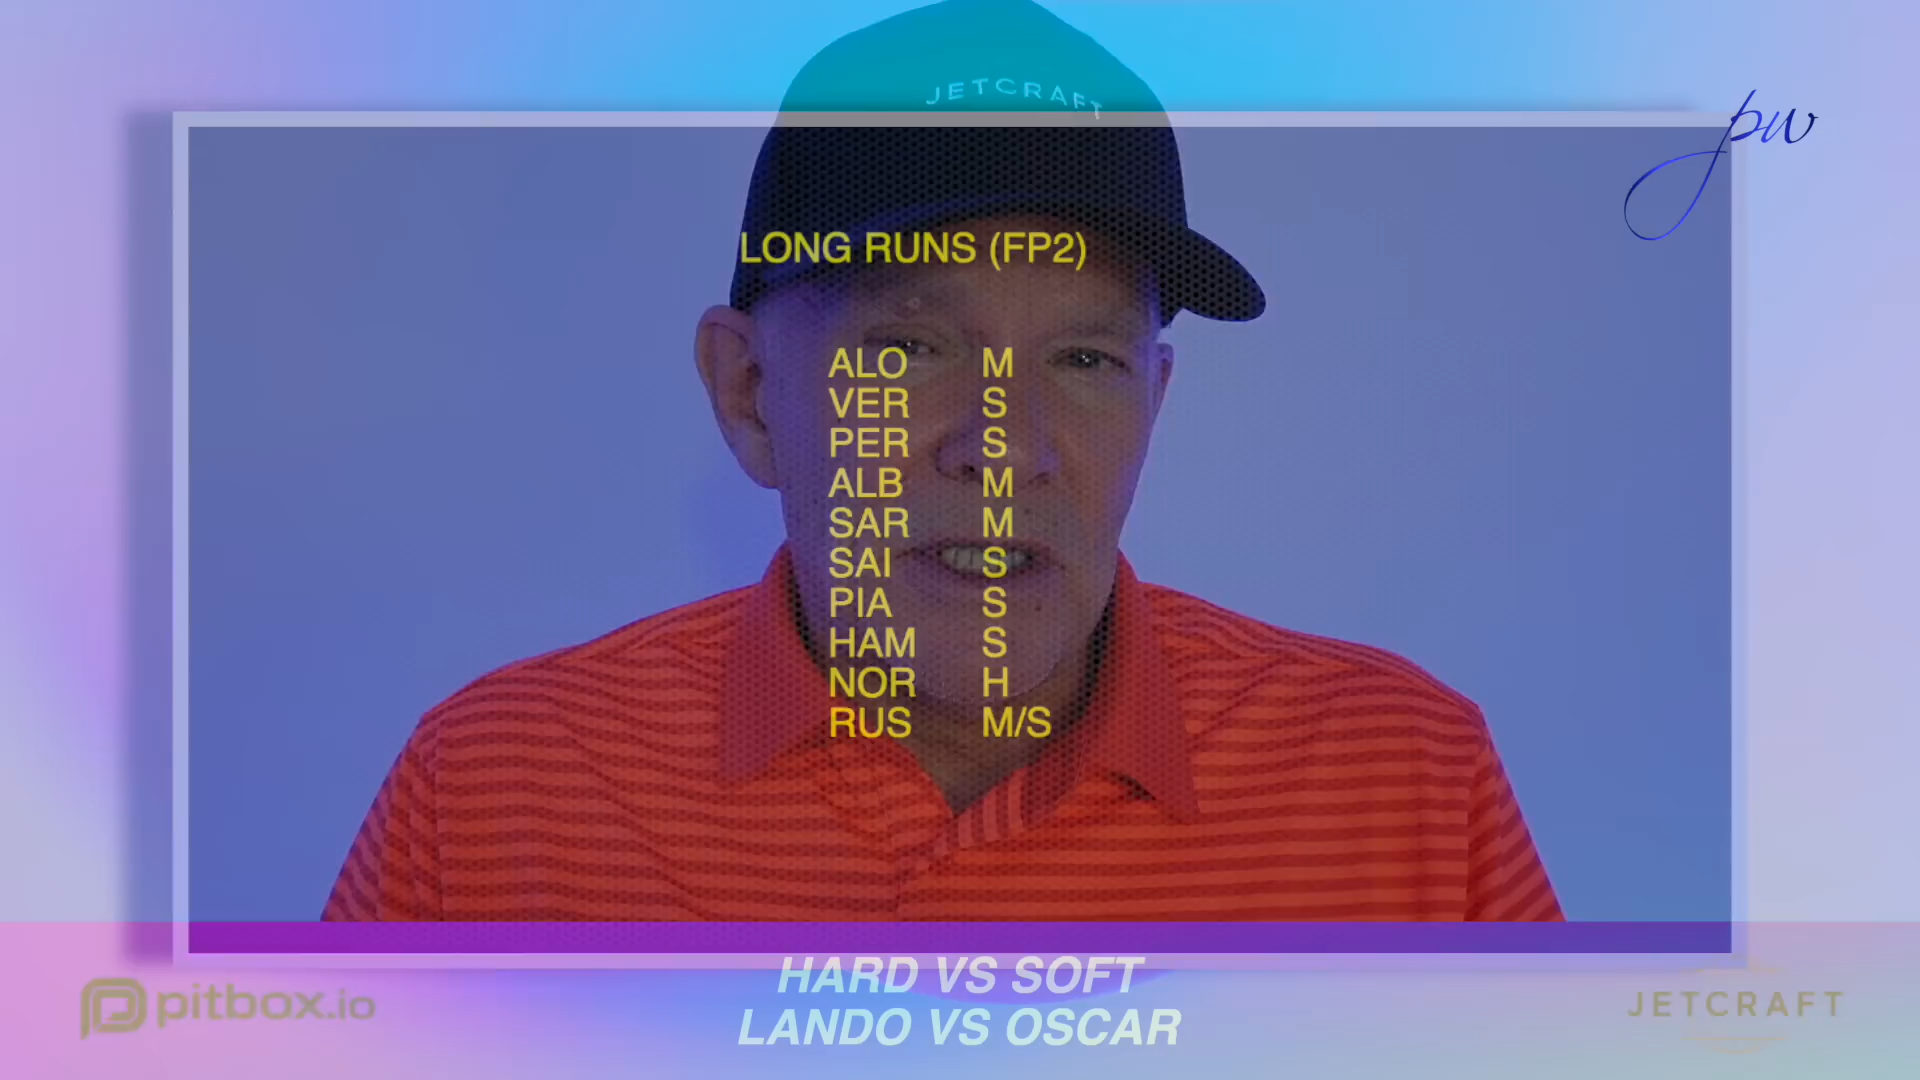 JETCRAFT
pw
LONG RUNS (FP2)
ALO M
VER S
PER S
ALB M
SAR M
SAI S
PIA S
HAM S
NOR H
RUS M/S
HARD VS SOFT
LANDO VS OSCAR
pitbox.io
JETCRAFT